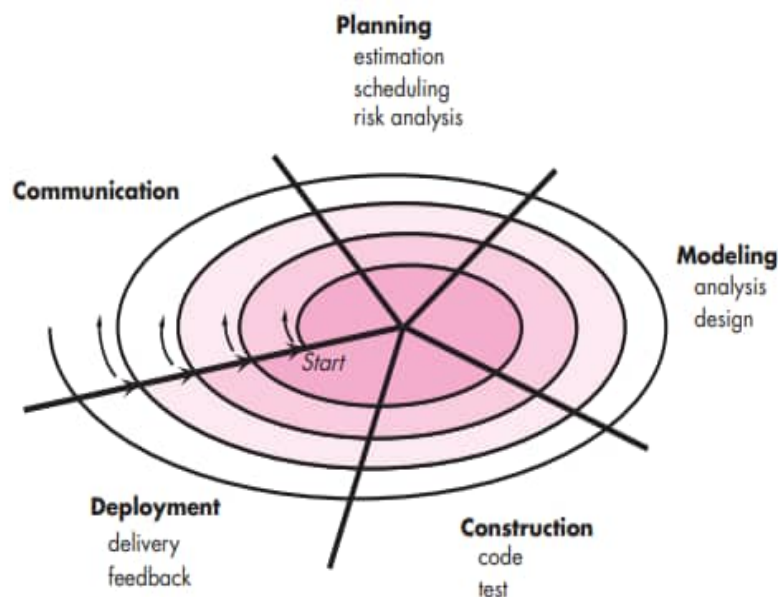 Planning
estimation
scheduling
risk analysis
Communication
Modeling
analysis
design
Start
Deployment
delivery
feedback
Construction
code
test